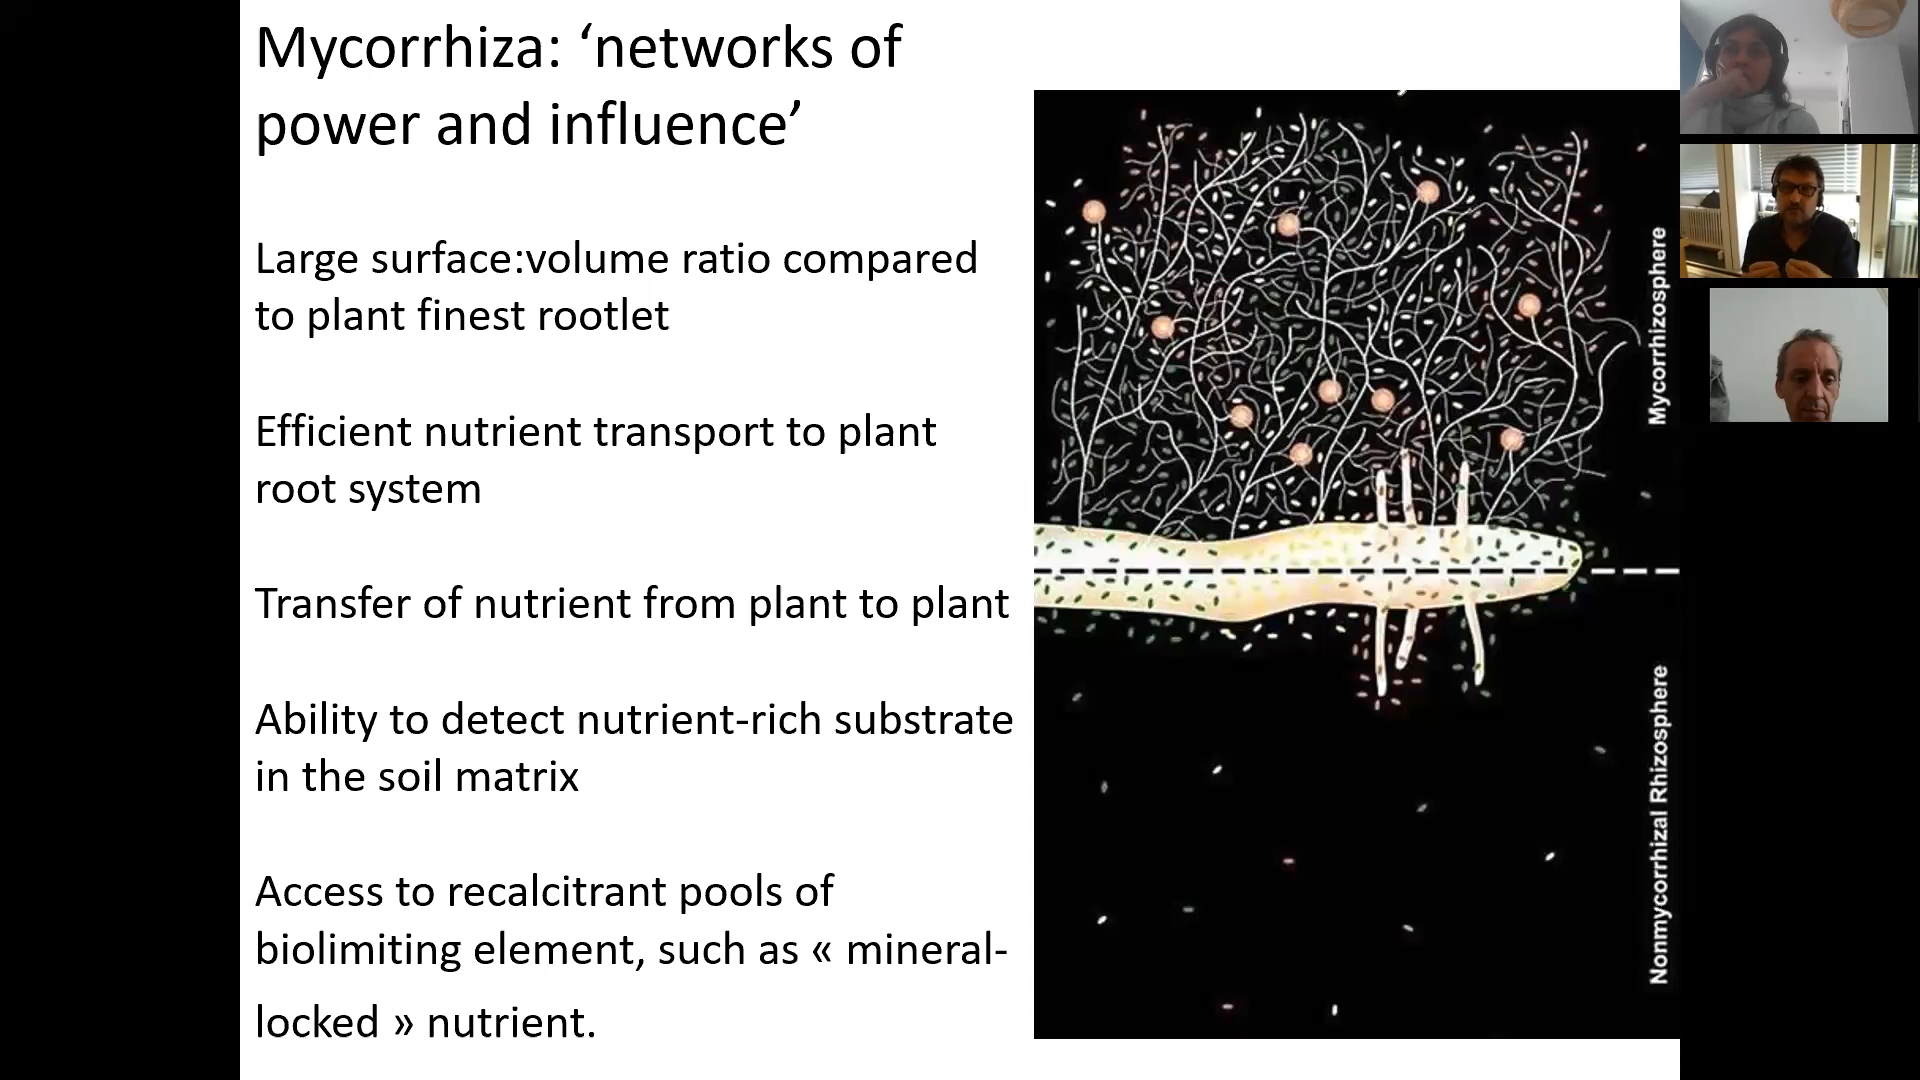 Mycorrhiza: ‘networks of
power and influence’
Large surface:volume ratio compared
to plant finest rootlet
Efficient nutrient transport to plant
root system
Transfer of nutrient from plant to plant
Ability to detect nutrient-rich substrate
in the soil matrix
Access to recalcitrant pools of
biolimiting element, such as « mineral-
locked » nutrient.
Mycorrhizosphere
Nonmycorrhizal Rhizosphere